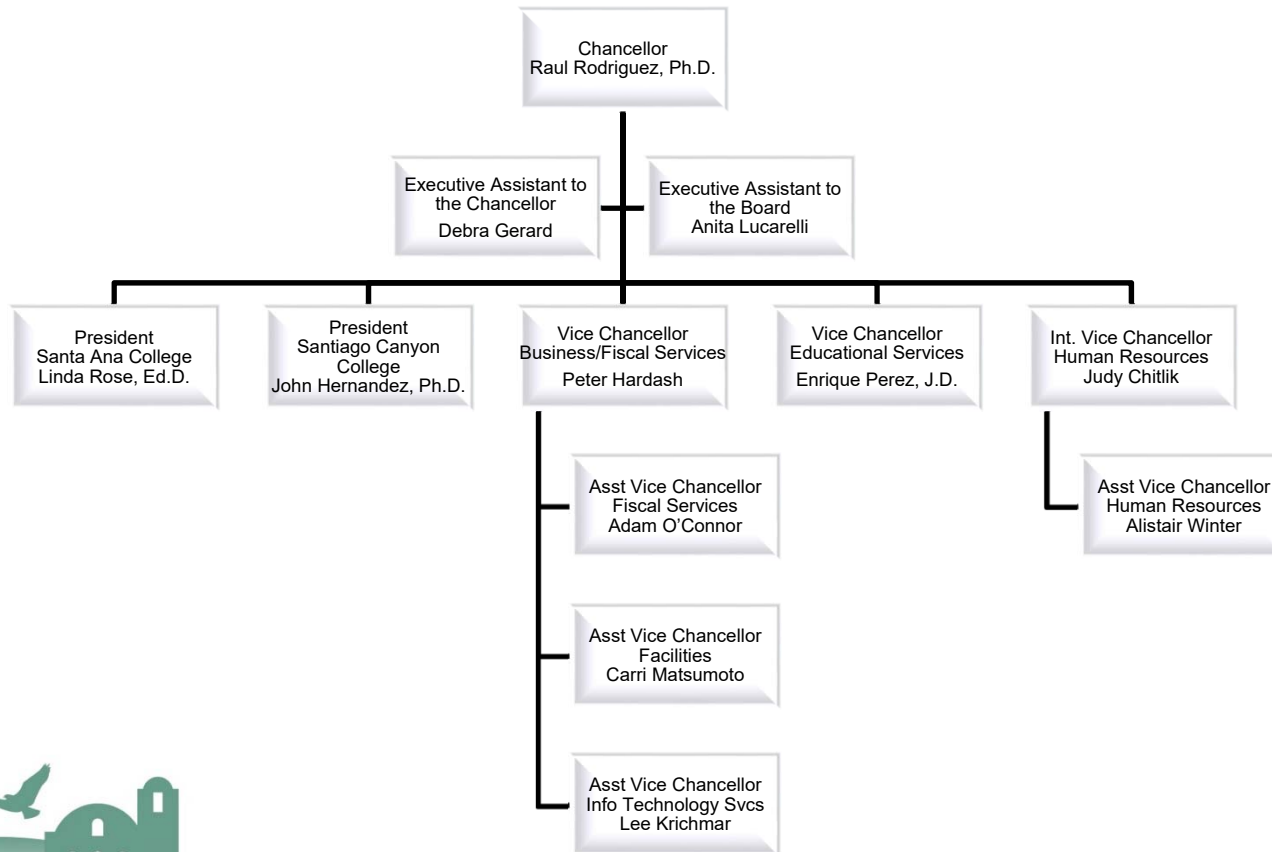 Chancellor
Raul Rodriguez, Ph.D.
Executive Assistant to
the Chancellor
Debra Gerard
Executive Assistant to
the Board
Anita Lucarelli
President
Santa Ana College
Linda Rose, Ed.D.
President
Santiago Canyon
College
John Hernandez, Ph.D.
Vice Chancellor
Business/Fiscal Services
Peter Hardash
Vice Chancellor
Educational Services
Enrique Perez, J.D.
Int. Vice Chancellor
Human Resources
Judy Chitlik
Asst Vice Chancellor
Fiscal Services
Adam O’Connor
Asst Vice Chancellor
Human Resources
Alistair Winter
Asst Vice Chancellor
Facilities
Carri Matsumoto
Asst Vice Chancellor
Info Technology Svcs
Lee Krichmar